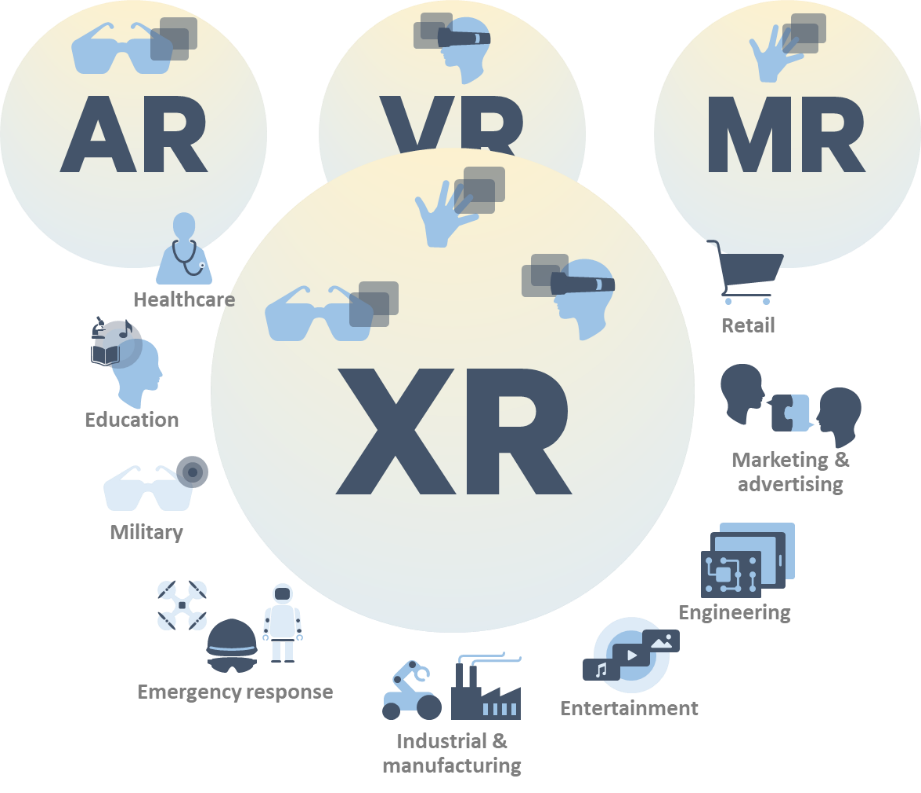 AR
VR
MR
XR
Healthcare
Education
Military
Emergency response
Industrial &
manufacturing
Entertainment
Engineering
Marketing &
advertising
Retail